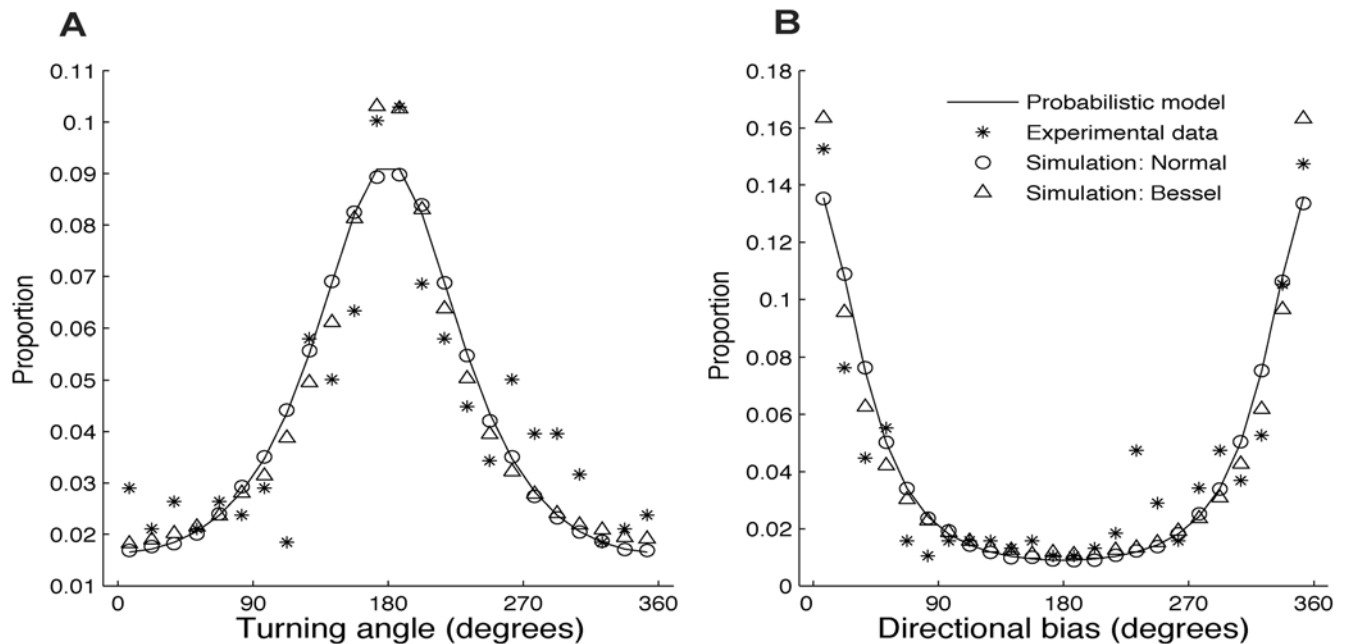 A
0.11
0.1
0.09
0.08
0.07
0.06
0.05
0.04
0.03
0.02
0.01
Proportion
0 90 180 270 360
Turning angle (degrees)
B
0.18
0.16
0.14
0.12
0.1
0.08
0.06
0.04
0.02
0
Proportion
Probabilistic model
Experimental data
Simulation: Normal
Simulation: Bessel
0 90 180 270 360
Directional bias (degrees)